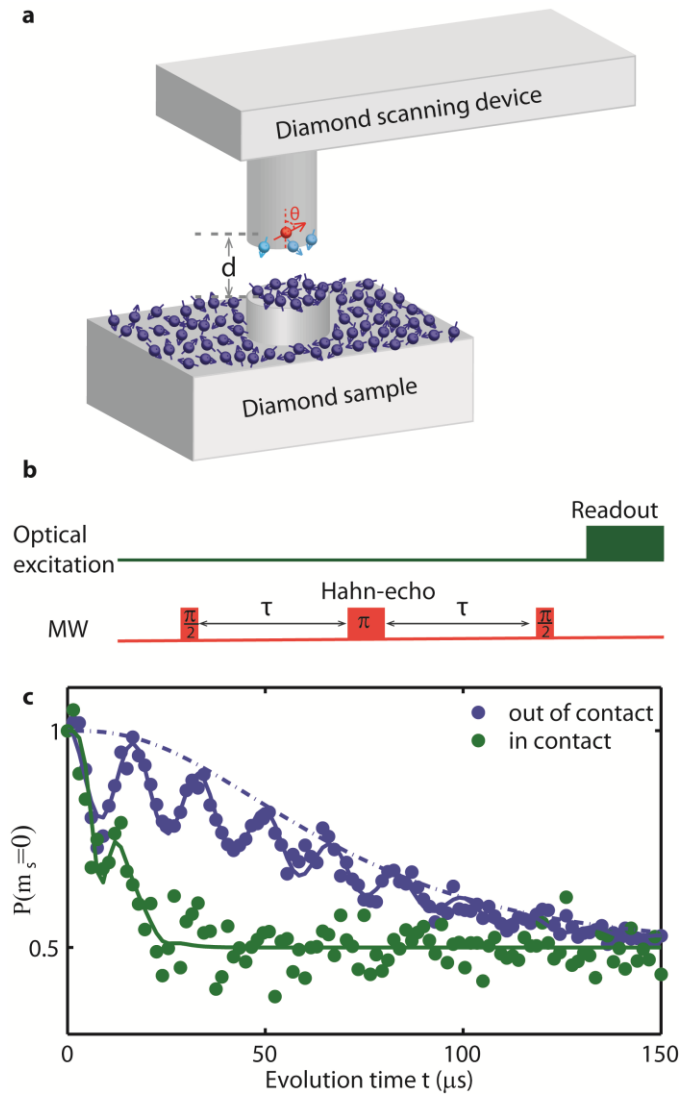 a
Diamond scanning device
θ
d
Diamond sample
b
Readout
Optical
excitation
Hahn-echo
π/2 τ π τ π/2
MW
c
out of contact
in contact
1
0.5
P(mₛ=0)
0 50 100 150
Evolution time t (μs)